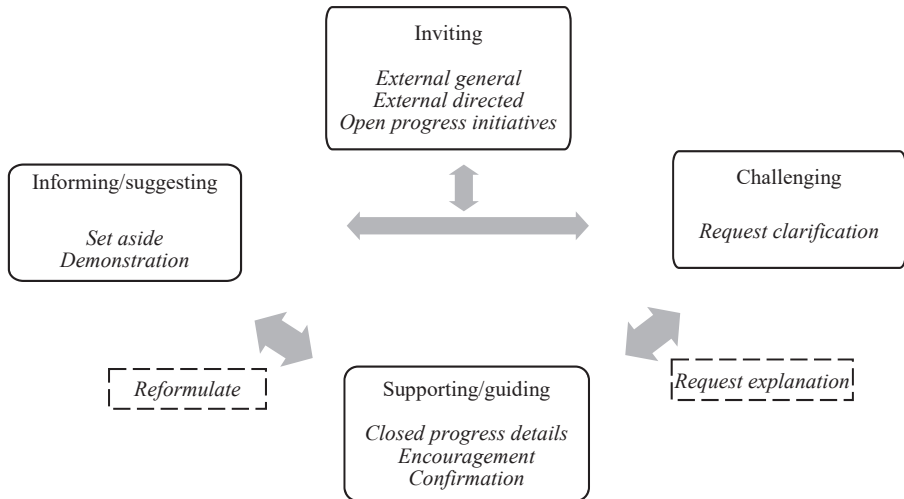 Inviting
External general
External directed
Open progress initiatives
Informing/suggesting
Set aside
Demonstration
Challenging
Request clarification
Reformulate
Supporting/guiding
Closed progress details
Encouragement
Confirmation
Request explanation